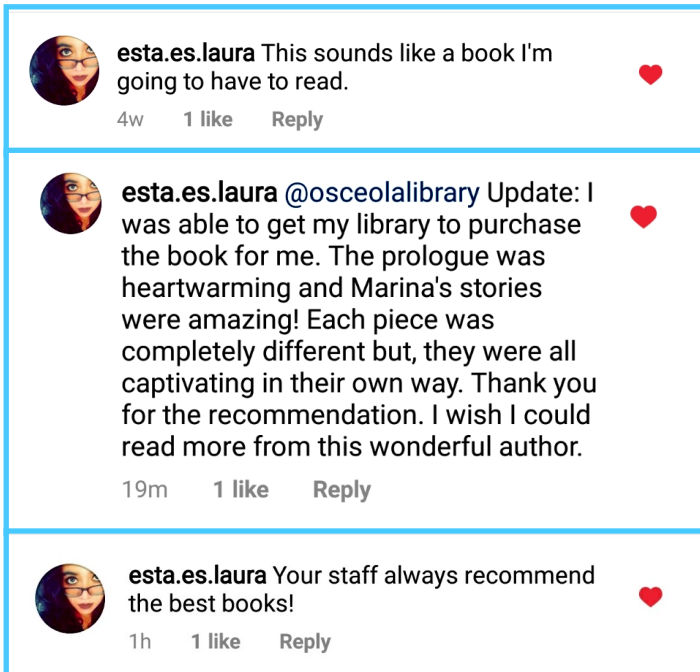 esta.es.laura This sounds like a book I'm
going to have to read.
4w 1 like Reply
esta.es.laura @osceolalibrary Update: I
was able to get my library to purchase
the book for me. The prologue was
heartwarming and Marina's stories
were amazing! Each piece was
completely different but, they were all
captivating in their own way. Thank you
for the recommendation. I wish I could
read more from this wonderful author.
19m 1 like Reply
esta.es.laura Your staff always recommend
the best books!
1h 1 like Reply